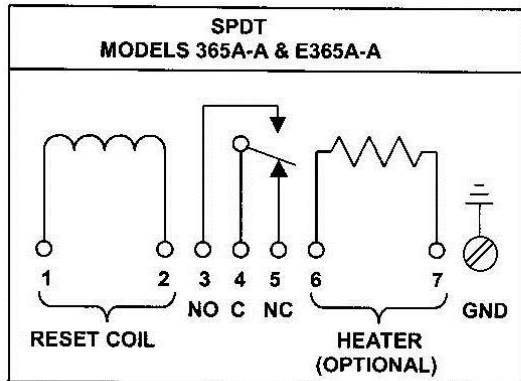 SPDT
MODELS 365A-A & E365A-A
1 2 3 4 5 6 7
NO C NC GND
RESET COIL HEATER
(OPTIONAL)